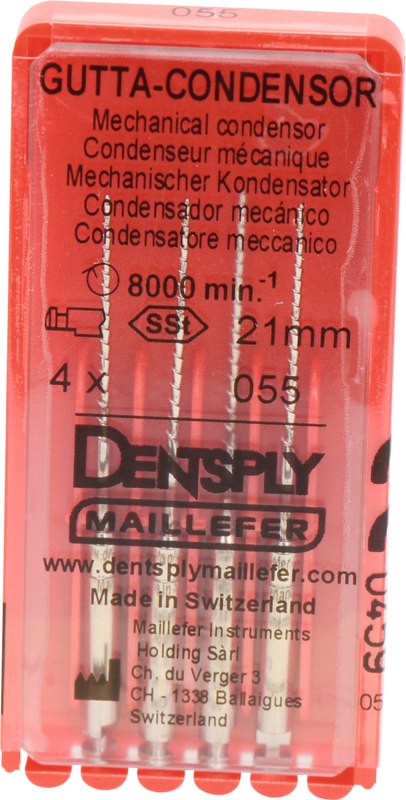 055
GUTTA-CONDENSOR
Mechanical condensor
Condenseur mécanique
Mechanischer Kondensator
Condensador mecánico
Condensatore meccanico
8000 min.-1
SSt 21mm
4 x 055
DENTSPLY
MAILLEFER
www.dentsplymaillefer.com
Made in Switzerland
Maillefer Instruments
Holding Sàrl
Ch. du Verger 3
CH - 1338 Ballaigues
Switzerland